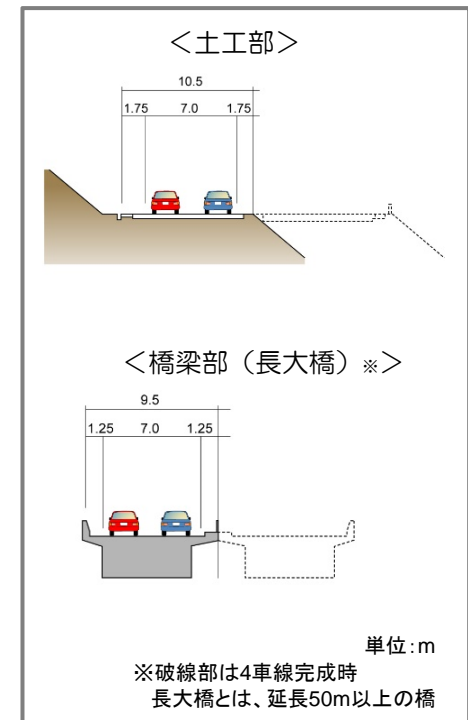 ＜土工部＞
10.5
1.75 7.0 1.75
＜橋梁部（長大橋）※＞
9.5
1.25 7.0 1.25
単位：m
※破線部は4車線完成時
長大橋とは、延長50m以上の橋